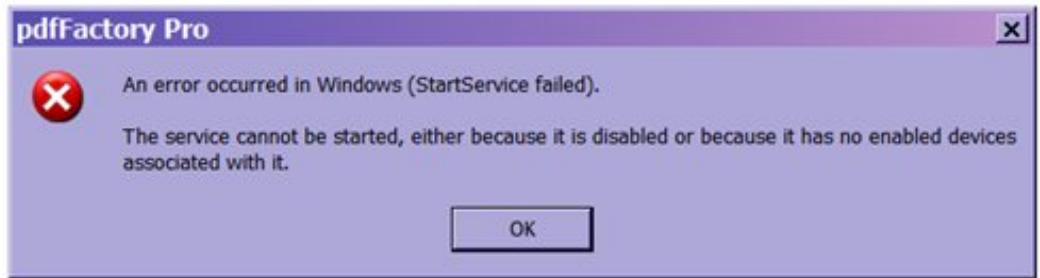 pdfFactory Pro
An error occurred in Windows (StartService failed).
The service cannot be started, either because it is disabled or because it has no enabled devices
associated with it.
OK